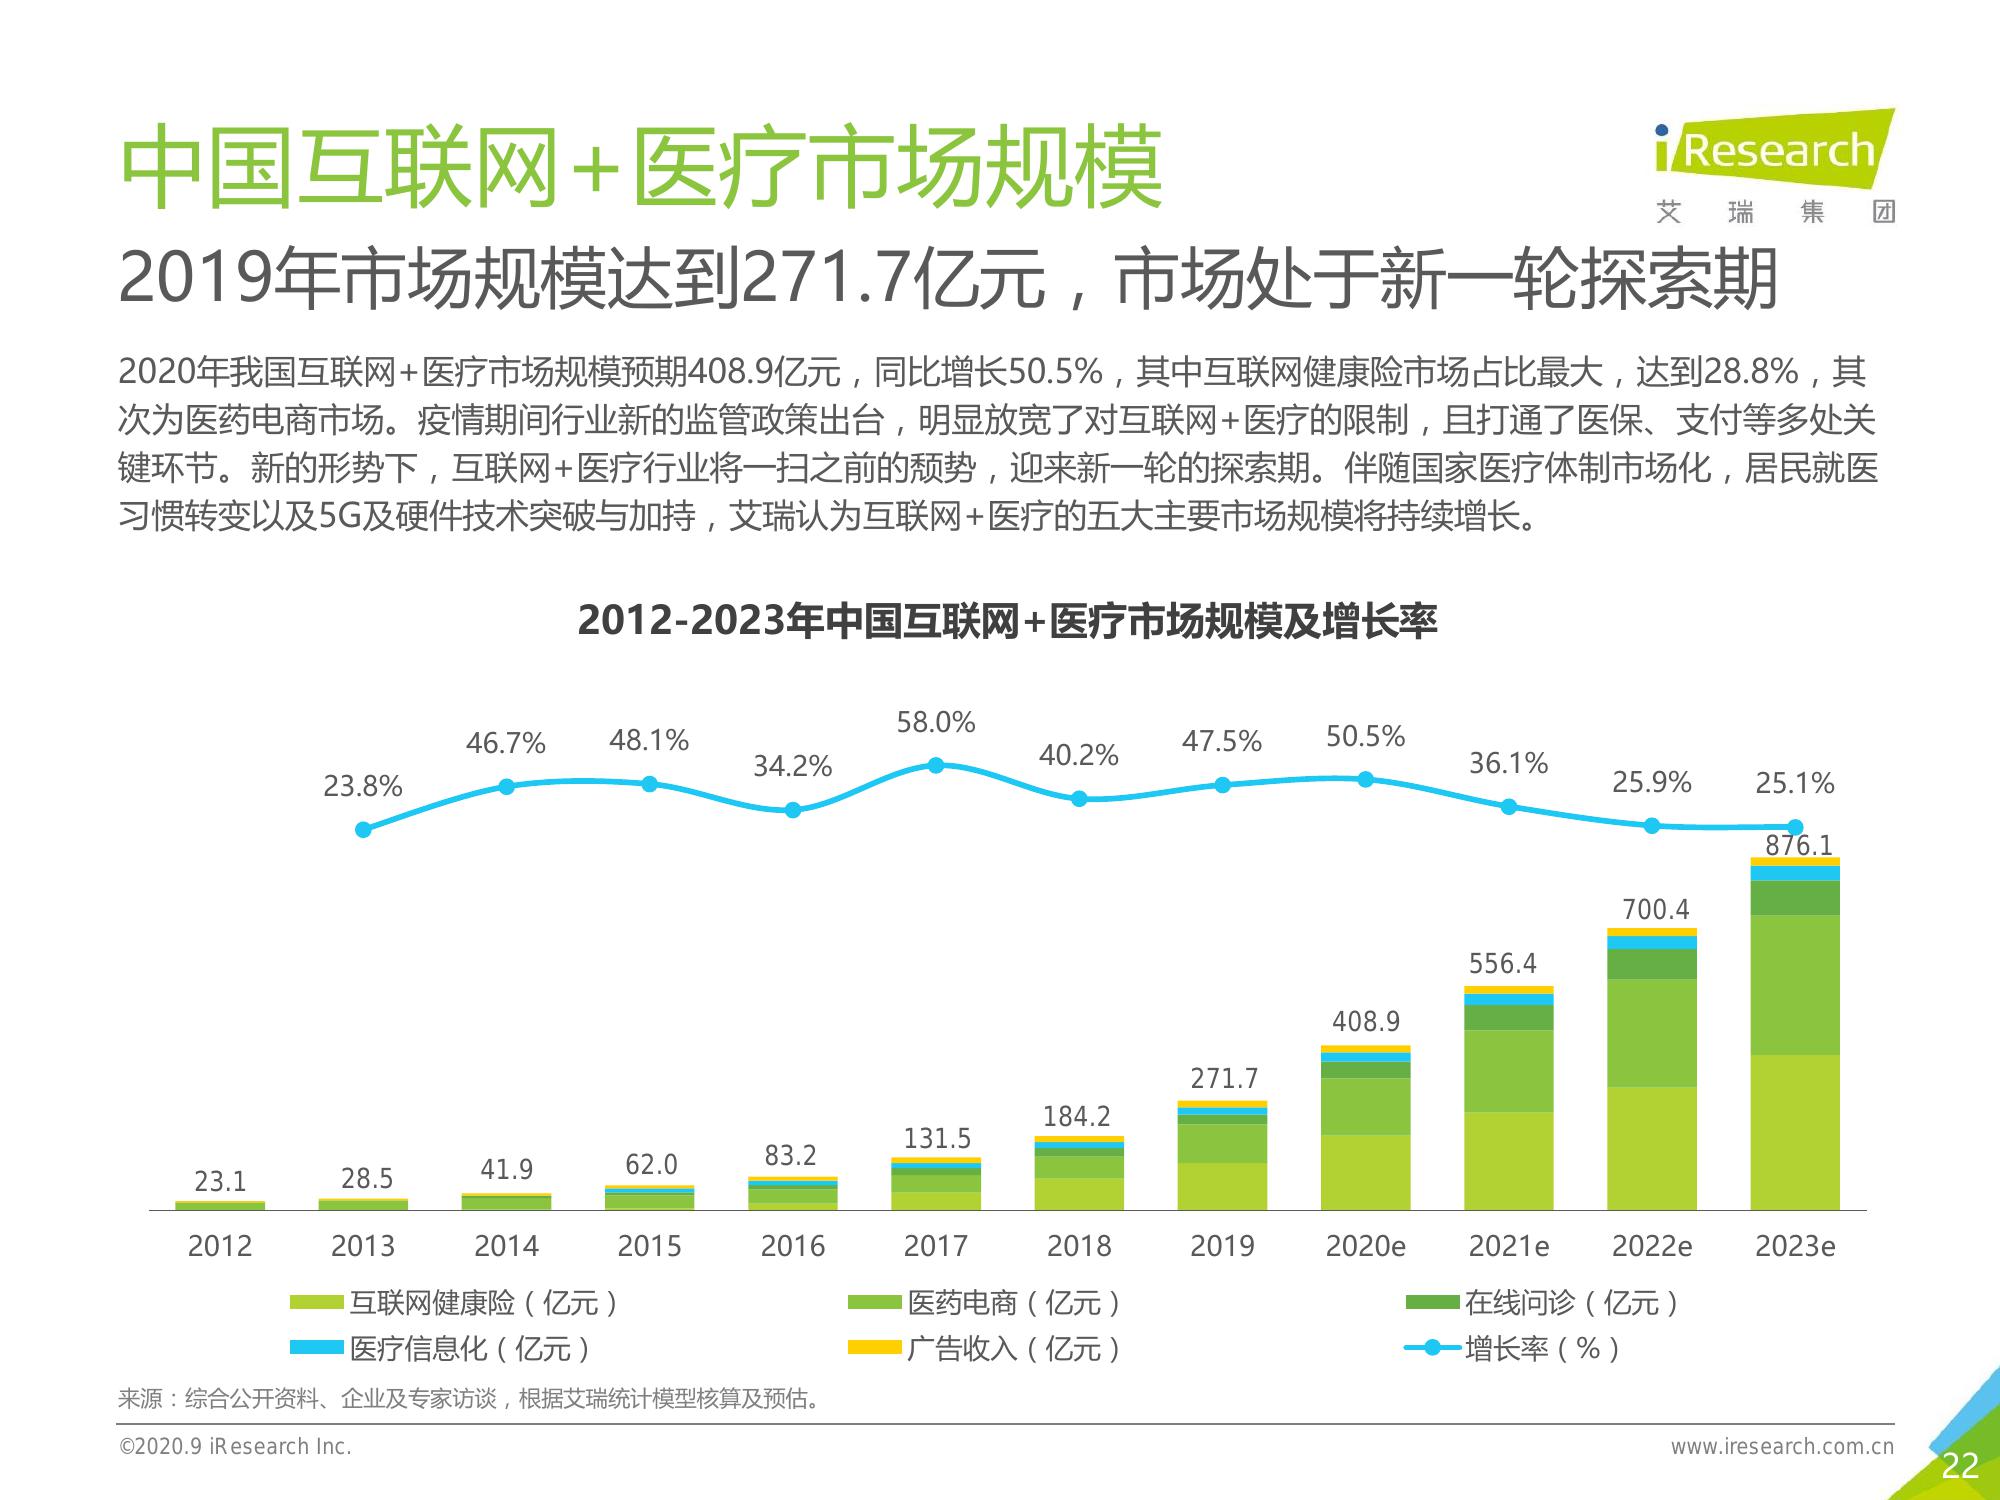 中国互联网+医疗市场规模
iResearch
艾瑞集团
2019年市场规模达到271.7亿元，市场处于新一轮探索期
2020年我国互联网+医疗市场规模预期408.9亿元，同比增长50.5%，其中互联网健康险市场占比最大，达到28.8%，其
次为医药电商市场。疫情期间行业新的监管政策出台，明显放宽了对互联网+医疗的限制，且打通了医保、支付等多处关
键环节。新的形势下，互联网+医疗行业将一扫之前的颓势，迎来新一轮的探索期。伴随国家医疗体制市场化，居民就医
习惯转变以及5G及硬件技术突破与加持，艾瑞认为互联网+医疗的五大主要市场规模将持续增长。
2012-2023年中国互联网+医疗市场规模及增长率
23.8% 46.7% 48.1% 34.2% 58.0% 40.2% 47.5% 50.5% 36.1% 25.9% 25.1%
23.1 28.5 41.9 62.0 83.2 131.5 184.2 271.7 408.9 556.4 700.4 876.1
2012 2013 2014 2015 2016 2017 2018 2019 2020e 2021e 2022e 2023e
互联网健康险（亿元） 医药电商（亿元） 在线问诊（亿元）
医疗信息化（亿元） 广告收入（亿元） 增长率（%）
来源：综合公开资料、企业及专家访谈，根据艾瑞统计模型核算及预估。
©2020.9 iResearch Inc. www.iresearch.com.cn
22